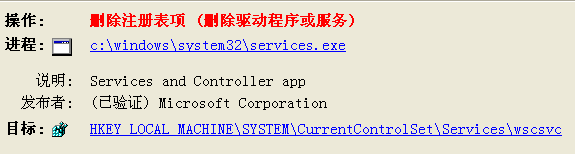 操作: 删除注册表项 (删除驱动程序或服务)
进程: c:\windows\system32\services.exe
说明: Services and Controller app
发布者: (已验证) Microsoft Corporation
目标: HKEY_LOCAL_MACHINE\SYSTEM\CurrentControlSet\Services\wscsvc